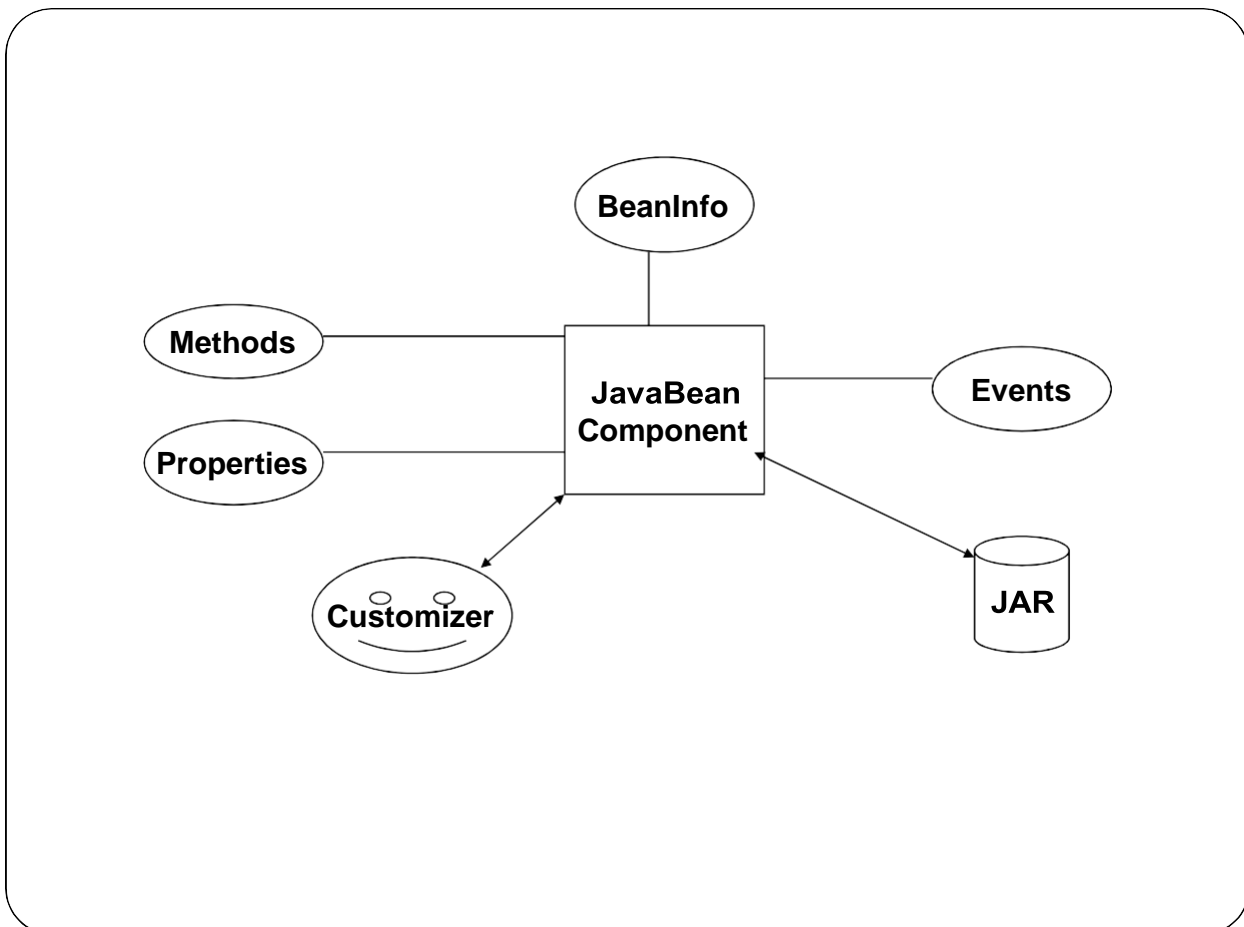 BeanInfo
Methods
JavaBean
Component
Events
Properties
Customizer
JAR